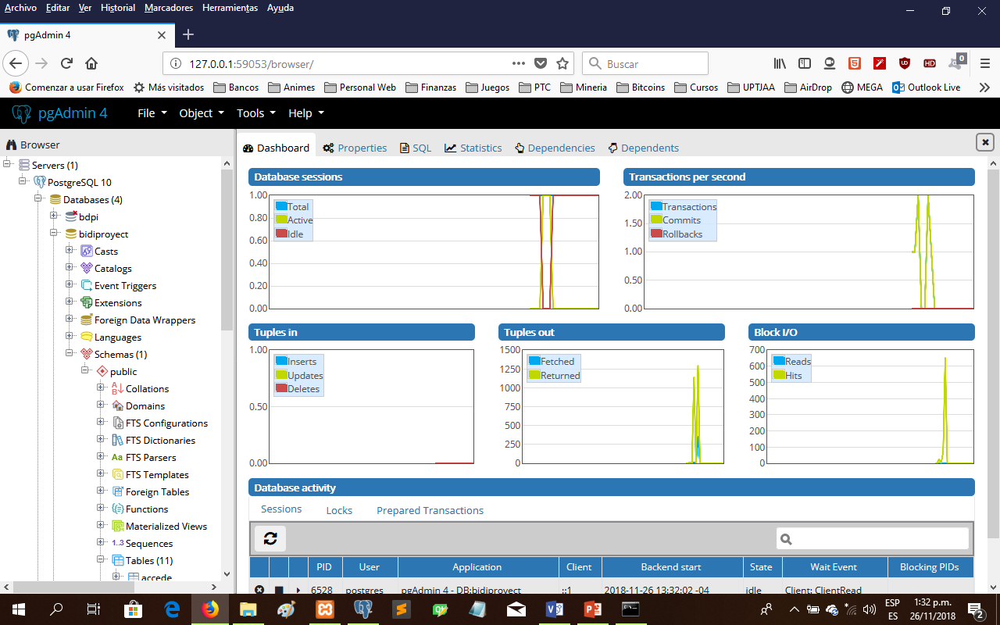 Archivo Editar Ver Historial Marcadores Herramientas Ayuda
pgAdmin 4
127.0.0.1:59053/browser/
Buscar
0
Comenzar a usar Firefox Más visitados Bancos Animes Personal Web Finanzas Juegos PTC Mineria Bitcoins Cursos UPTJAA AirDrop MEGA Outlook Live
pgAdmin 4 File Object Tools Help
Browser
Servers (1)
PostgreSQL 10
Databases (4)
bdpi
bidiproyect
Casts
Catalogs
Event Triggers
Extensions
Foreign Data Wrappers
Languages
Schemas (1)
public
Collations
Domains
FTS Configurations
FTS Dictionaries
Aa FTS Parsers
FTS Templates
Foreign Tables
Functions
Materialized Views
1..3 Sequences
Tables (11)
accede
Dashboard Properties SQL Statistics Dependencies Dependents
Database sessions
1.00
0.80
0.60
0.40
0.20
0.00
Total
Active
Idle
Transactions per second
2.00
1.50
1.00
0.50
0.00
Transactions
Commits
Rollbacks
Tuples in
1.00
0.50
0.00
Inserts
Updates
Deletes
Tuples out
1500
1250
1000
750
500
250
0
Fetched
Returned
Block I/O
700
600
500
400
300
200
100
0
Reads
Hits
Database activity
Sessions Locks Prepared Transactions
PID User Application Client Backend start State Wait Event Blocking PIDs
6528 postgres pgAdmin 4 - DB:bidiproyect ::1 2018-11-26 13:32:02 -04 idle Client: ClientRead
ESP
ES
1:32 p.m.
26/11/2018
2